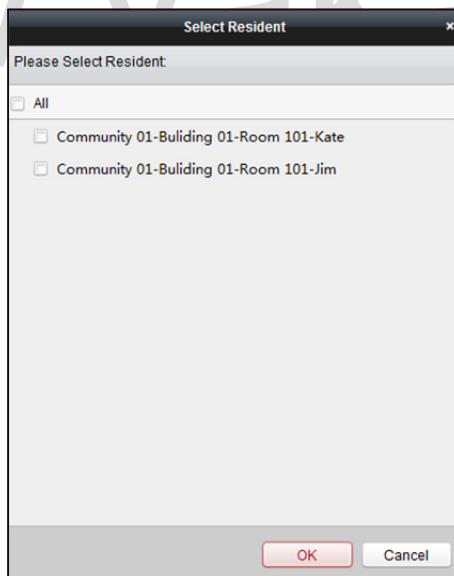 Select Resident ×
Please Select Resident:
All
Community 01-Buliding 01-Room 101-Kate
Community 01-Buliding 01-Room 101-Jim
OK Cancel